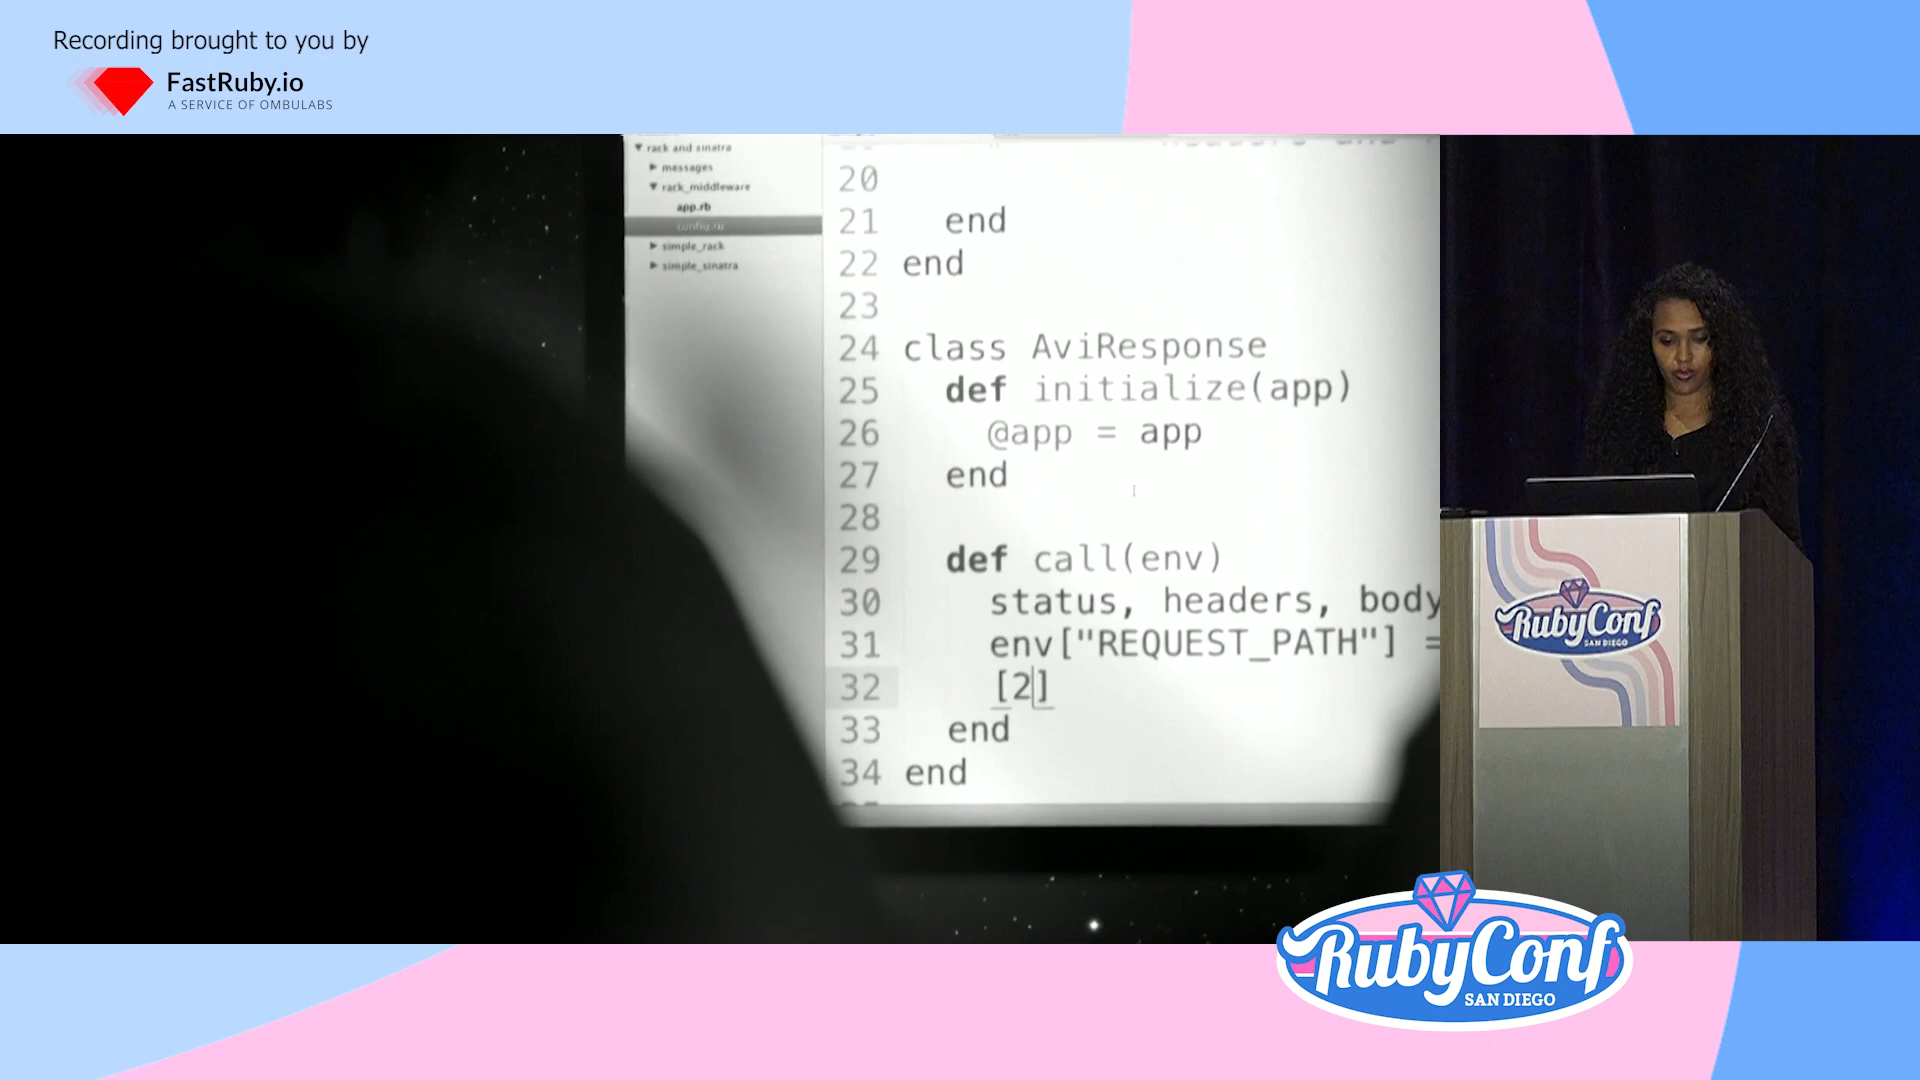 Recording brought to you by
FastRuby.io
A SERVICE OF OMBULABS
rack and sinatra
messages
rack_middleware
app.rb
config.ru
simple_rack
simple_sinatra
20
21 end
22 end
23
24 class AviResponse
25 def initialize(app)
26 @app = app
27 end
28
29 def call(env)
30 status, headers, body
31 env["REQUEST_PATH"] =
32 [2]
33 end
34 end
RubyConf
SAN DIEGO
RubyConf
SAN DIEGO